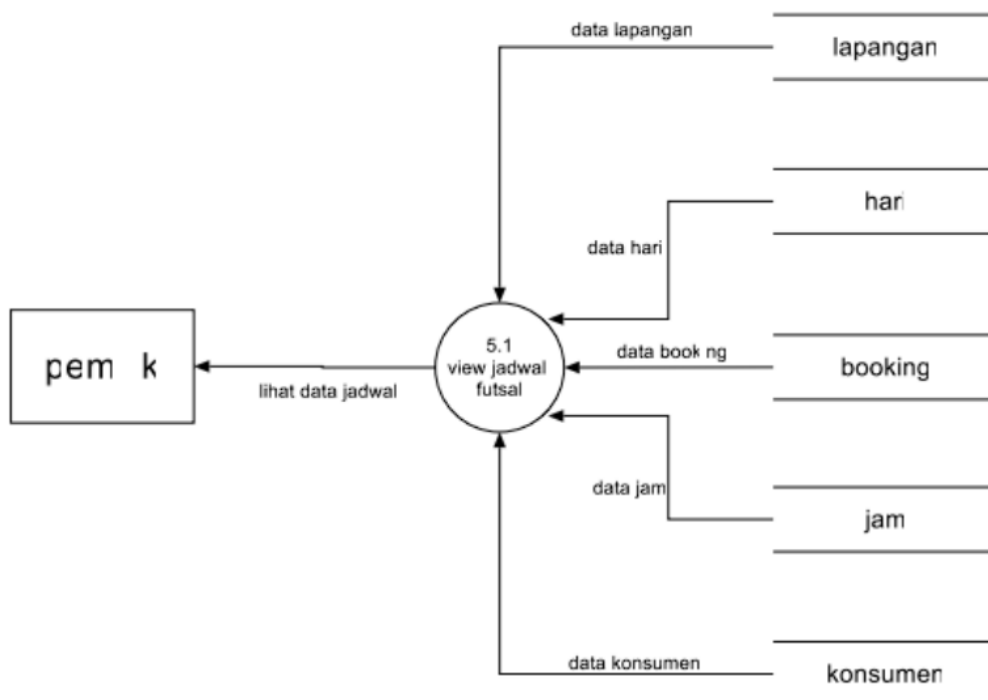 data lapangan
lapangan
hari
data hari
5.1
view jadwal
futsal
data book ng
booking
pem k
lihat data jadwal
data jam
jam
data konsumen
konsumen